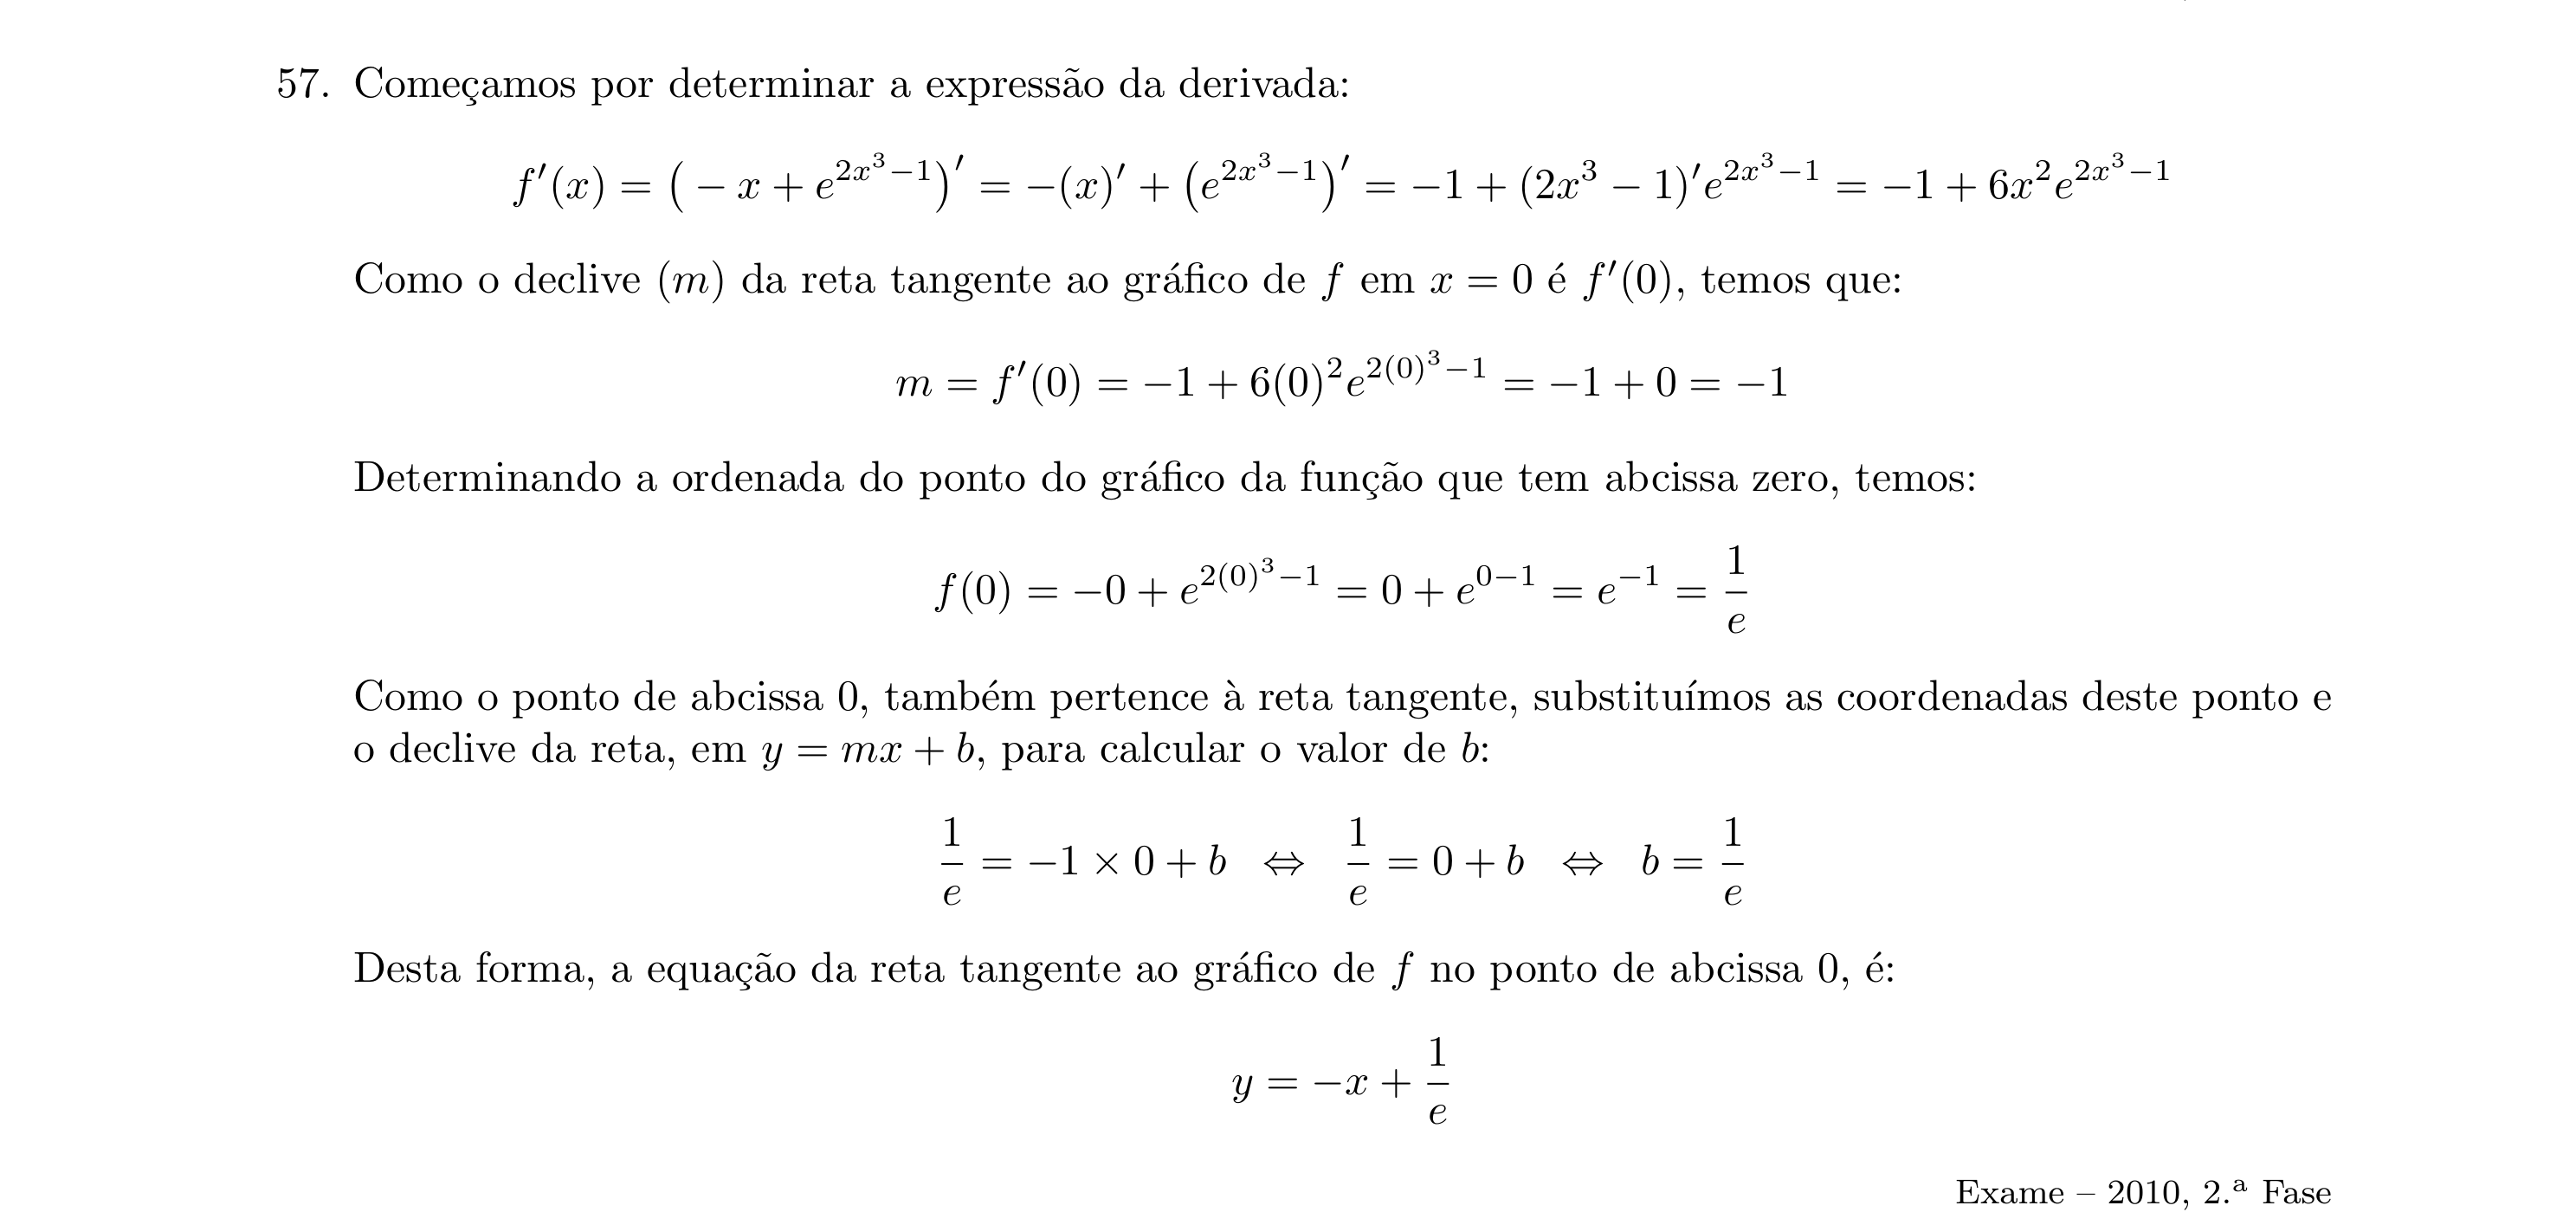 57. Começamos por determinar a expressão da derivada:
$f'(x) = \left(-x + e^{2x^3-1}\right)' = -(x)' + \left(e^{2x^3-1}\right)' = -1 + (2x^3 - 1)'e^{2x^3-1} = -1 + 6x^2e^{2x^3-1}$
Como o declive $(m)$ da reta tangente ao gráfico de $f$ em $x = 0$ é $f'(0)$, temos que:
$m = f'(0) = -1 + 6(0)^2e^{2(0)^3-1} = -1 + 0 = -1$
Determinando a ordenada do ponto do gráfico da função que tem abcissa zero, temos:
$f(0) = -0 + e^{2(0)^3-1} = 0 + e^{0-1} = e^{-1} = \frac{1}{e}$
Como o ponto de abcissa 0, também pertence à reta tangente, substituímos as coordenadas deste ponto e
o declive da reta, em $y = mx + b$, para calcular o valor de $b$:
$\frac{1}{e} = -1 \times 0 + b \Leftrightarrow \frac{1}{e} = 0 + b \Leftrightarrow b = \frac{1}{e}$
Desta forma, a equação da reta tangente ao gráfico de $f$ no ponto de abcissa 0, é:
$y = -x + \frac{1}{e}$
Exame – 2010, 2.ª Fase